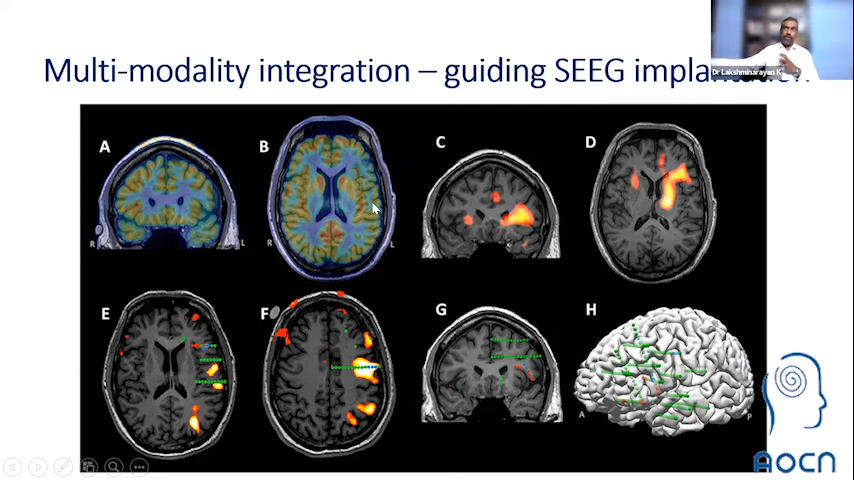 Multi-modality integration – guiding SEEG implantation
Dr Lakshminarayan K
A
B
C
D
R
L
R
L
E
F
G
H
A
P
AOCN